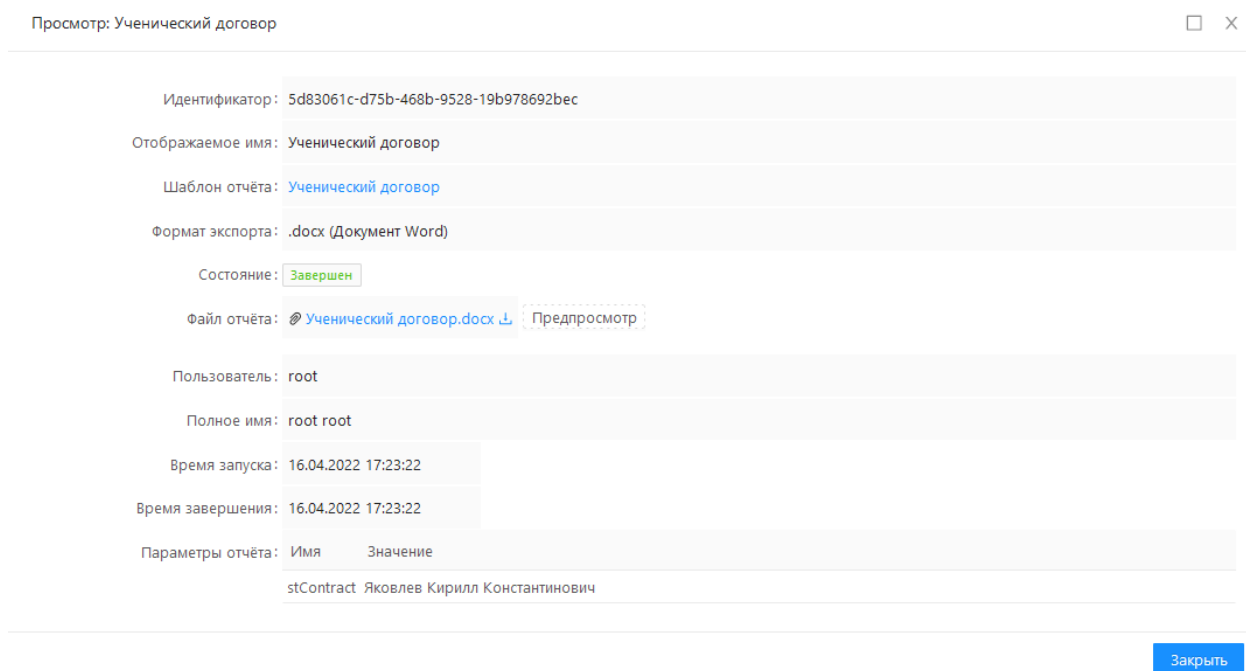 Просмотр: Ученический договор
Идентификатор: 5d83061c-d75b-468b-9528-19b978692bec
Отображаемое имя: Ученический договор
Шаблон отчёта: Ученический договор
Формат экспорта: .docx (Документ Word)
Состояние: Завершен
Файл отчёта: Ученический договор.docx Предпросмотр
Пользователь: root
Полное имя: root root
Время запуска: 16.04.2022 17:23:22
Время завершения: 16.04.2022 17:23:22
Параметры отчёта: Имя Значение
stContract Яковлев Кирилл Константинович
Закрыть